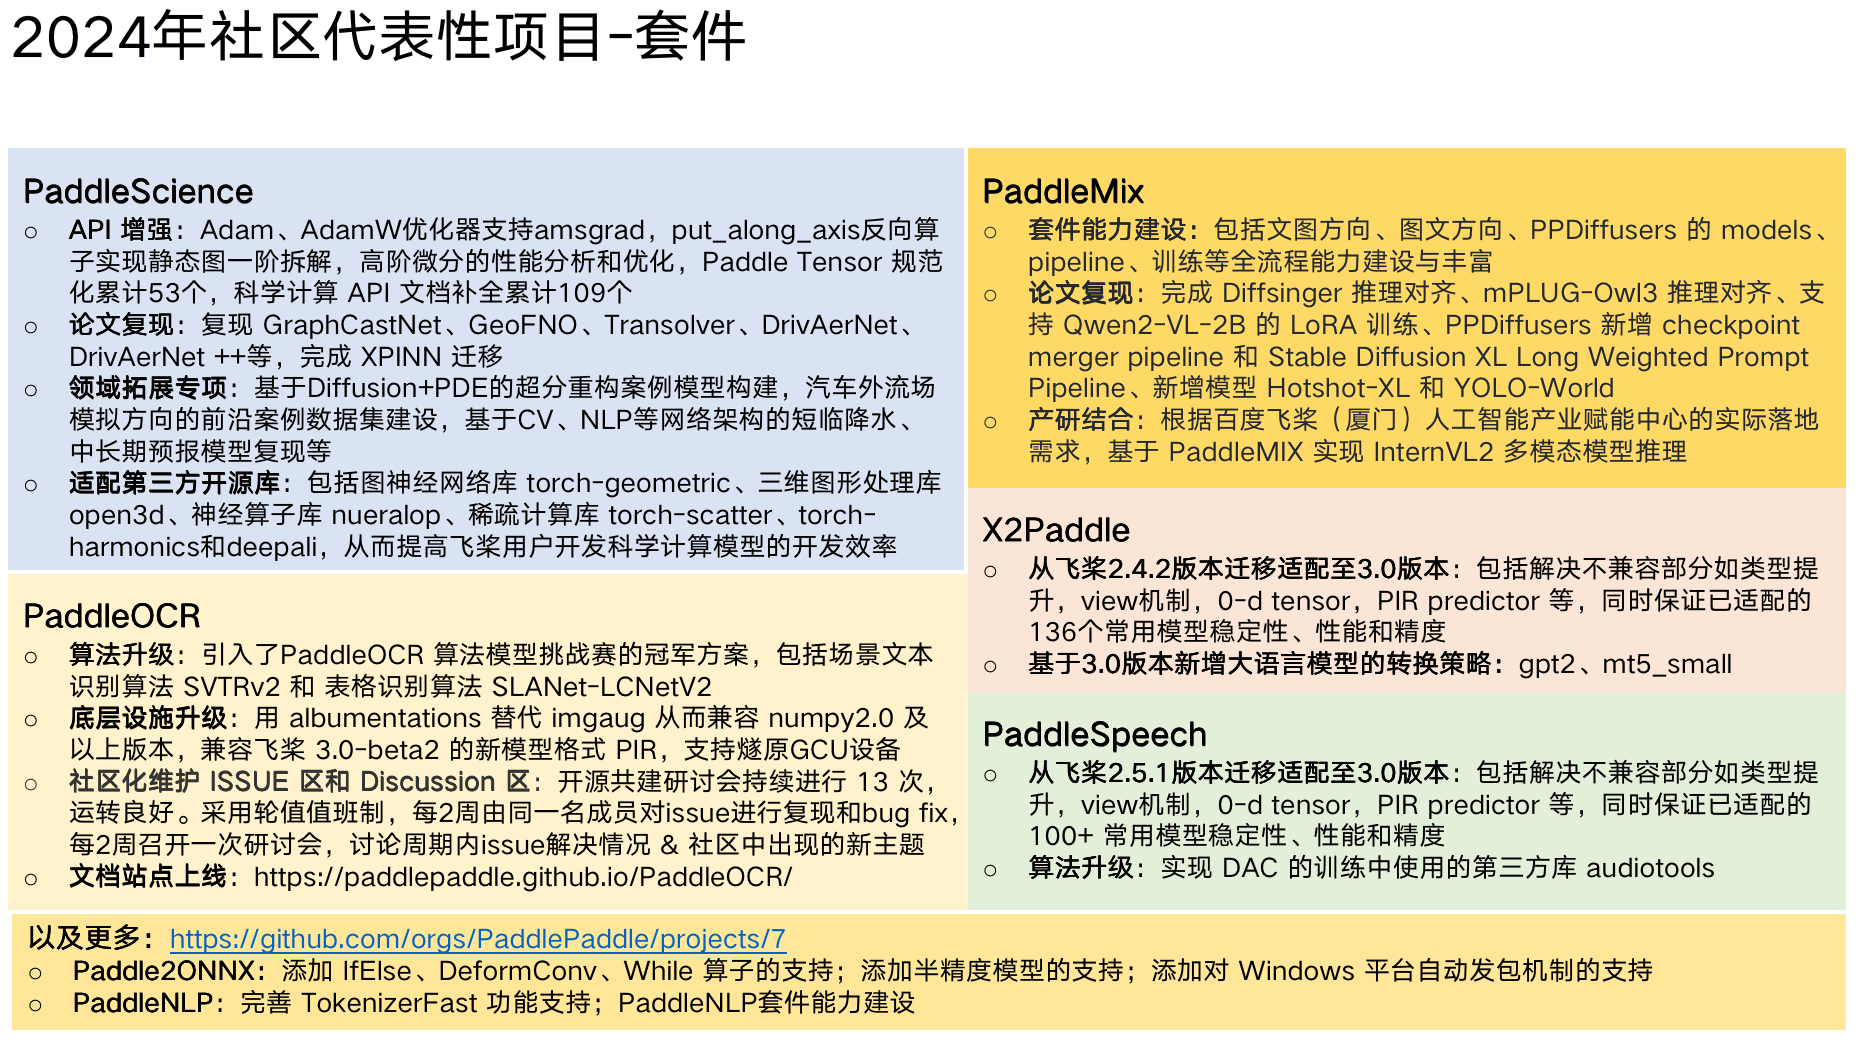 2024年社区代表性项目-套件
PaddleScience
○ API 增强：Adam、AdamW优化器支持amsgrad，put_along_axis反向算
子实现静态图一阶拆解，高阶微分的性能分析和优化，Paddle Tensor 规范
化累计53个，科学计算 API 文档补全累计109个
○ 论文复现：复现 GraphCastNet、GeoFNO、Transolver、DrivAerNet、
DrivAerNet ++等，完成 XPINN 迁移
○ 领域拓展专项：基于Diffusion+PDE的超分重构案例模型构建，汽车外流场
模拟方向的前沿案例数据集建设，基于CV、NLP等网络架构的短临降水、
中长期预报模型复现等
○ 适配第三方开源库：包括图神经网络库 torch-geometric、三维图形处理库
open3d、神经算子库 nueralop、稀疏计算库 torch-scatter、torch-
harmonics和deepali，从而提高飞桨用户开发科学计算模型的开发效率
PaddleOCR
○ 算法升级：引入了PaddleOCR 算法模型挑战赛的冠军方案，包括场景文本
识别算法 SVTRv2 和 表格识别算法 SLANet-LCNetV2
○ 底层设施升级：用 albumentations 替代 imgaug 从而兼容 numpy2.0 及
以上版本，兼容飞桨 3.0-beta2 的新模型格式 PIR，支持燧原GCU设备
○ 社区化维护 ISSUE 区和 Discussion 区：开源共建研讨会持续进行 13 次，
运转良好。采用轮值值班制，每2周由同一名成员对issue进行复现和bug fix，
每2周召开一次研讨会，讨论周期内issue解决情况 & 社区中出现的新主题
○ 文档站点上线：https://paddlepaddle.github.io/PaddleOCR/
PaddleMix
○ 套件能力建设：包括文图方向、图文方向、PPDiffusers 的 models、
pipeline、训练等全流程能力建设与丰富
○ 论文复现：完成 Diffsinger 推理对齐、mPLUG-Owl3 推理对齐、支
持 Qwen2-VL-2B 的 LoRA 训练、PPDiffusers 新增 checkpoint
merger pipeline 和 Stable Diffusion XL Long Weighted Prompt
Pipeline、新增模型 Hotshot-XL 和 YOLO-World
○ 产研结合：根据百度飞桨（厦门）人工智能产业赋能中心的实际落地
需求，基于 PaddleMIX 实现 InternVL2 多模态模型推理
X2Paddle
○ 从飞桨2.4.2版本迁移适配至3.0版本：包括解决不兼容部分如类型提
升，view机制，0-d tensor，PIR predictor 等，同时保证已适配的
136个常用模型稳定性、性能和精度
○ 基于3.0版本新增大语言模型的转换策略：gpt2、mt5_small
PaddleSpeech
○ 从飞桨2.5.1版本迁移适配至3.0版本：包括解决不兼容部分如类型提
升，view机制，0-d tensor，PIR predictor 等，同时保证已适配的
100+ 常用模型稳定性、性能和精度
○ 算法升级：实现 DAC 的训练中使用的第三方库 audiotools
以及更多：https://github.com/orgs/PaddlePaddle/projects/7
○ Paddle2ONNX：添加 IfElse、DeformConv、While 算子的支持；添加半精度模型的支持；添加对 Windows 平台自动发包机制的支持
○ PaddleNLP：完善 TokenizerFast 功能支持；PaddleNLP套件能力建设